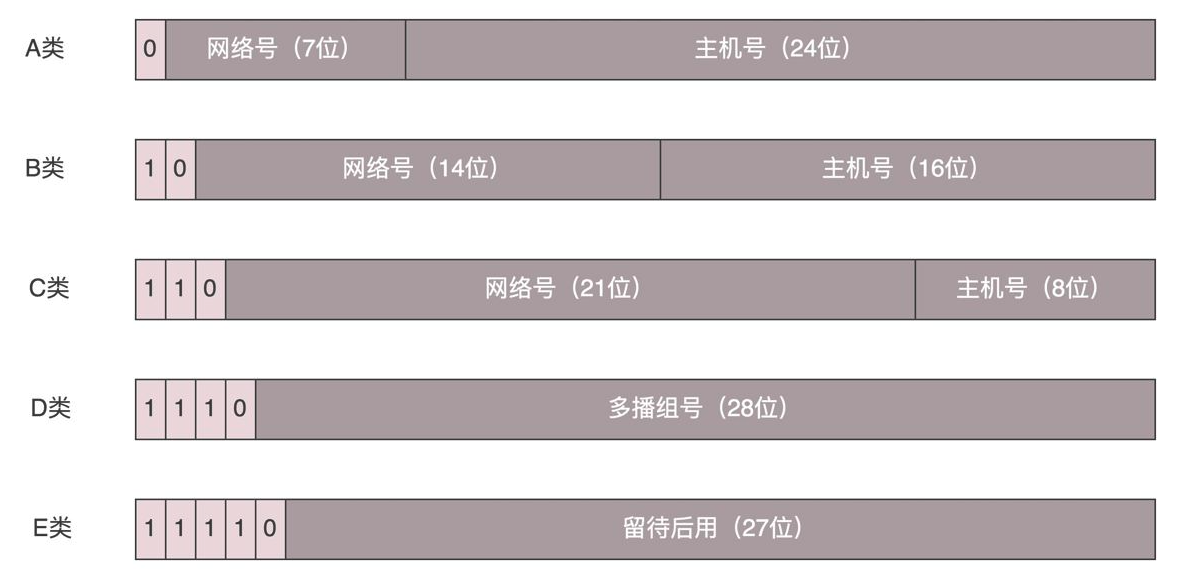 A类 0 网络号（7位） 主机号（24位）
B类 1 0 网络号（14位） 主机号（16位）
C类 1 1 0 网络号（21位） 主机号（8位）
D类 1 1 1 0 多播组号（28位）
E类 1 1 1 1 0 留待后用（27位）